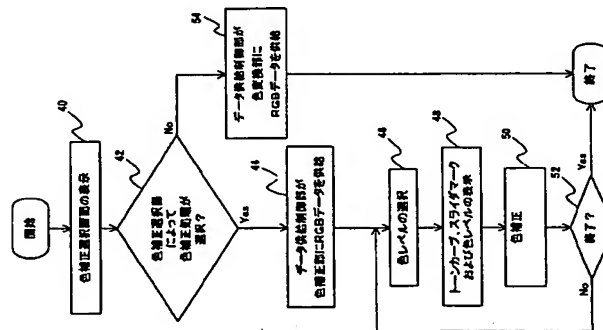 開始
40
色補正選択画面の表示
42
色補正選択部
によって
色補正処理が
選択?
No
54
データ供給制御部が
色変換部に
RGBデータを供給
Yes
44
データ供給制御部が
色補正部にRGBデータを供給
46
色レベルの選択
48
トーンカーブ、スライダマーク
および色レベルの表示
50
色補正
52
終了?
Yes
No
終了